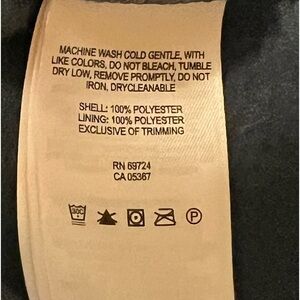 MACHINE WASH COLD GENTLE, WITH
LIKE COLORS, DO NOT BLEACH, TUMBLE
DRY LOW, REMOVE PROMPTLY, DO NOT
IRON, DRYCLEANABLE
SHELL: 100% POLYESTER
LINING: 100% POLYESTER
EXCLUSIVE OF TRIMMING
RN 69724
CA 05367
30C P